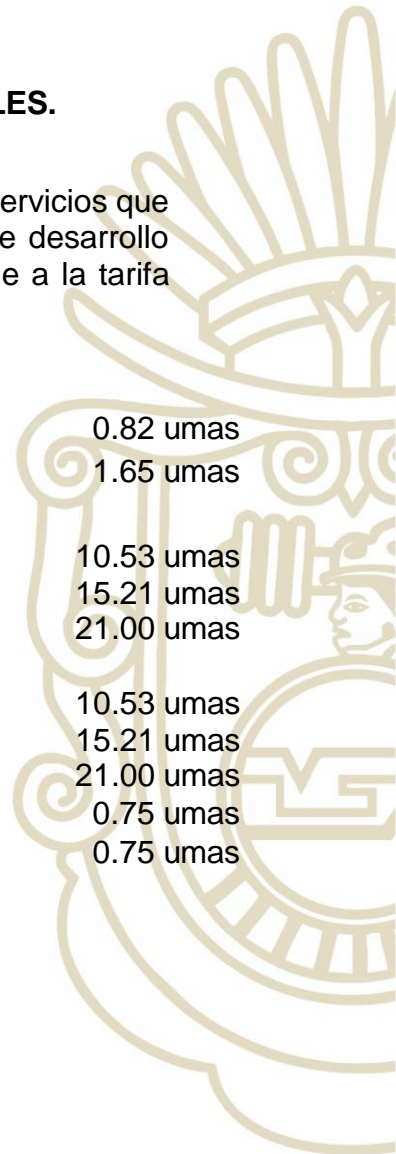 LES.
ervicios que
e desarrollo
e a la tarifa
0.82 umas
1.65 umas
10.53 umas
15.21 umas
21.00 umas
10.53 umas
15.21 umas
21.00 umas
0.75 umas
0.75 umas